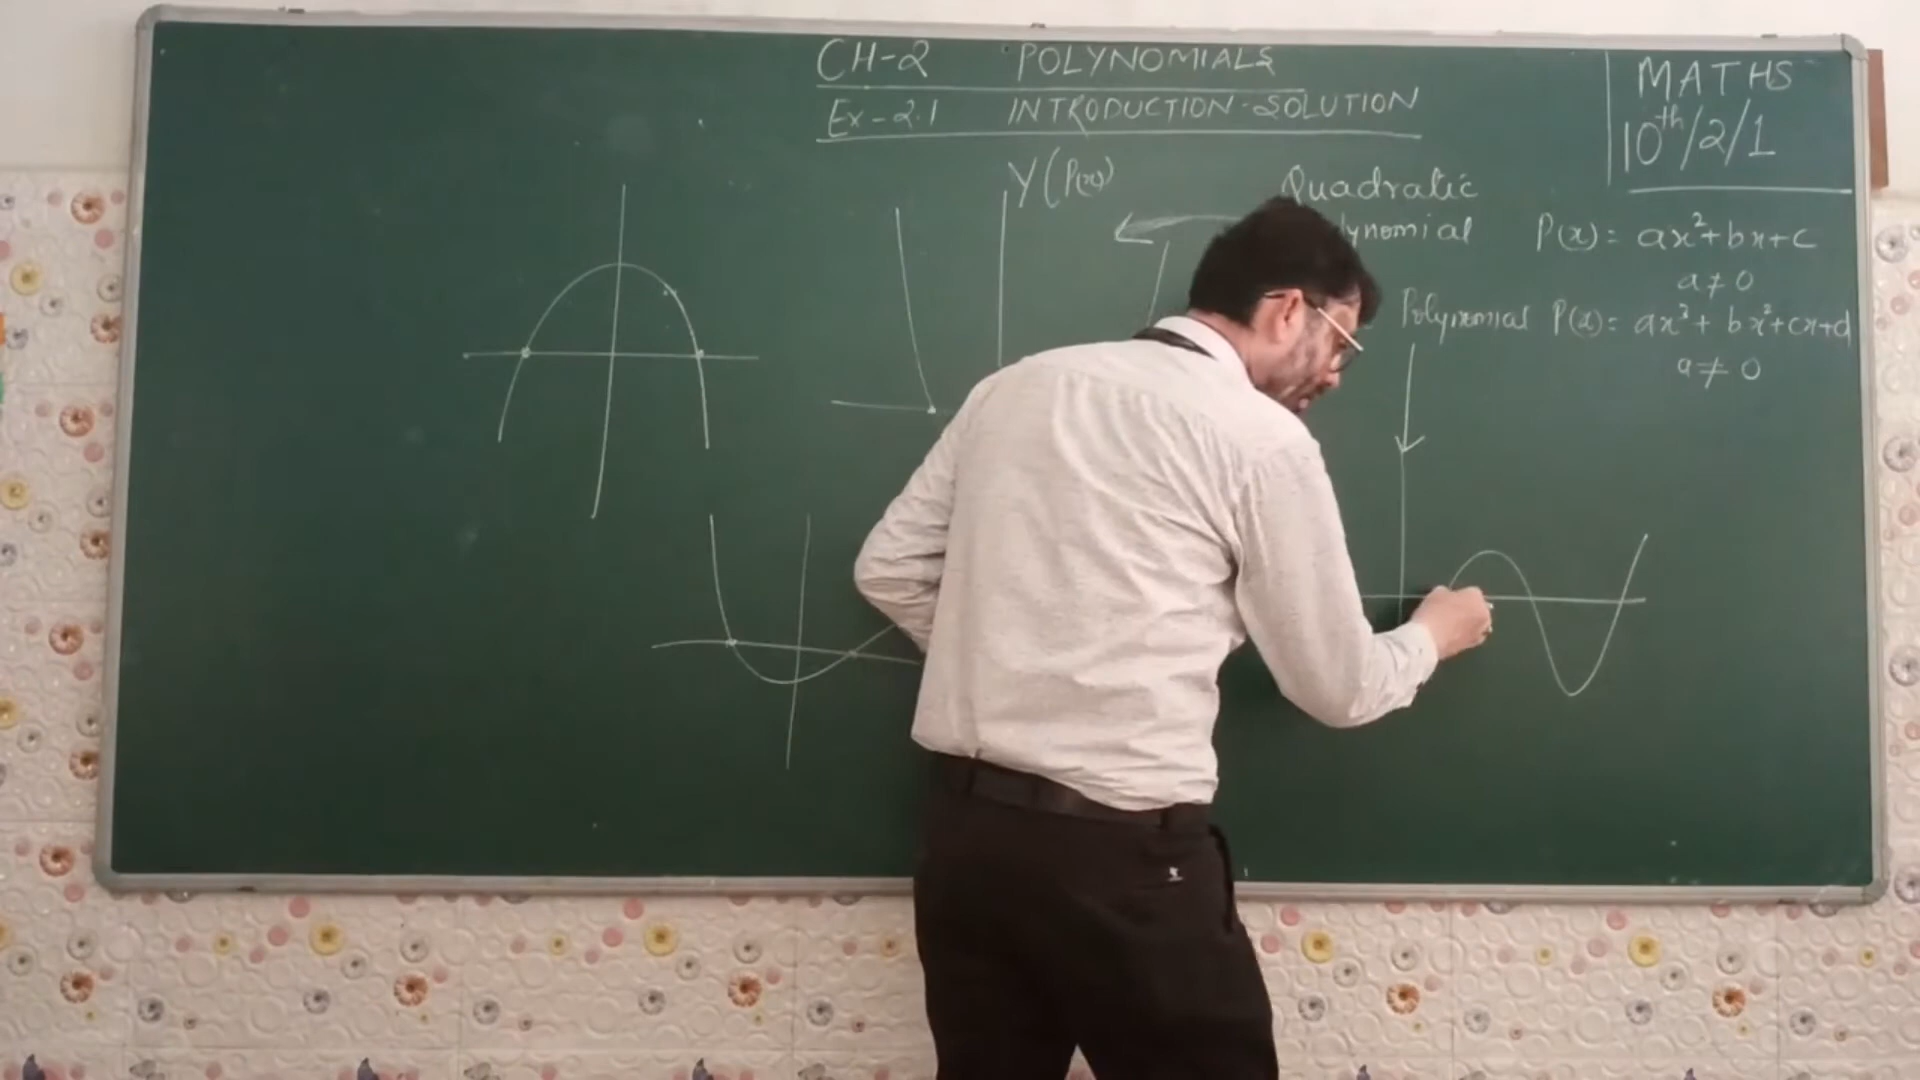 CH-2 POLYNOMIALS
Ex-2.1 INTRODUCTION-SOLUTION
MATHS
10th/2/1
Y(P(x))
Quadratic
P(x)= ax²+bx+c
a≠0
Polynomial P(x)= ax³+bx²+cx+d
a≠0